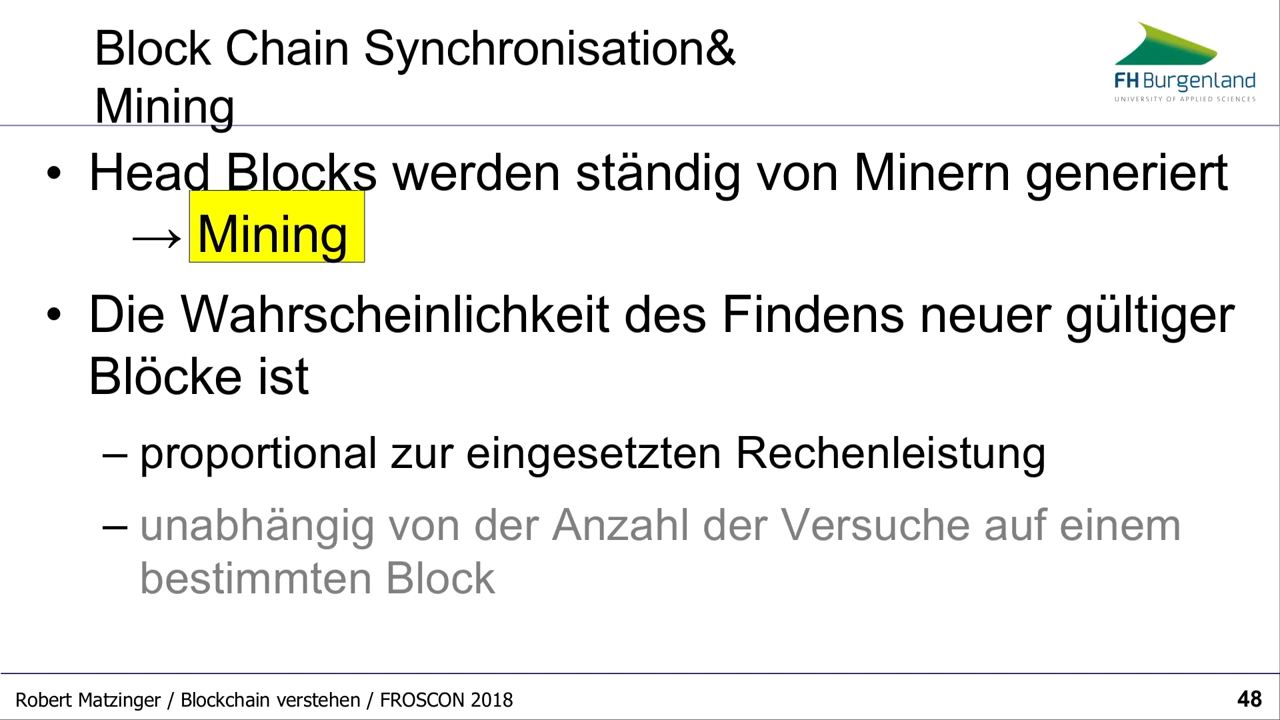 Block Chain Synchronisation&
Mining
FH Burgenland
UNIVERSITY OF APPLIED SCIENCES
• Head Blocks werden ständig von Minern generiert
→ Mining
• Die Wahrscheinlichkeit des Findens neuer gültiger
Blöcke ist
– proportional zur eingesetzten Rechenleistung
– unabhängig von der Anzahl der Versuche auf einem
bestimmten Block
Robert Matzinger / Blockchain verstehen / FROSCON 2018
48